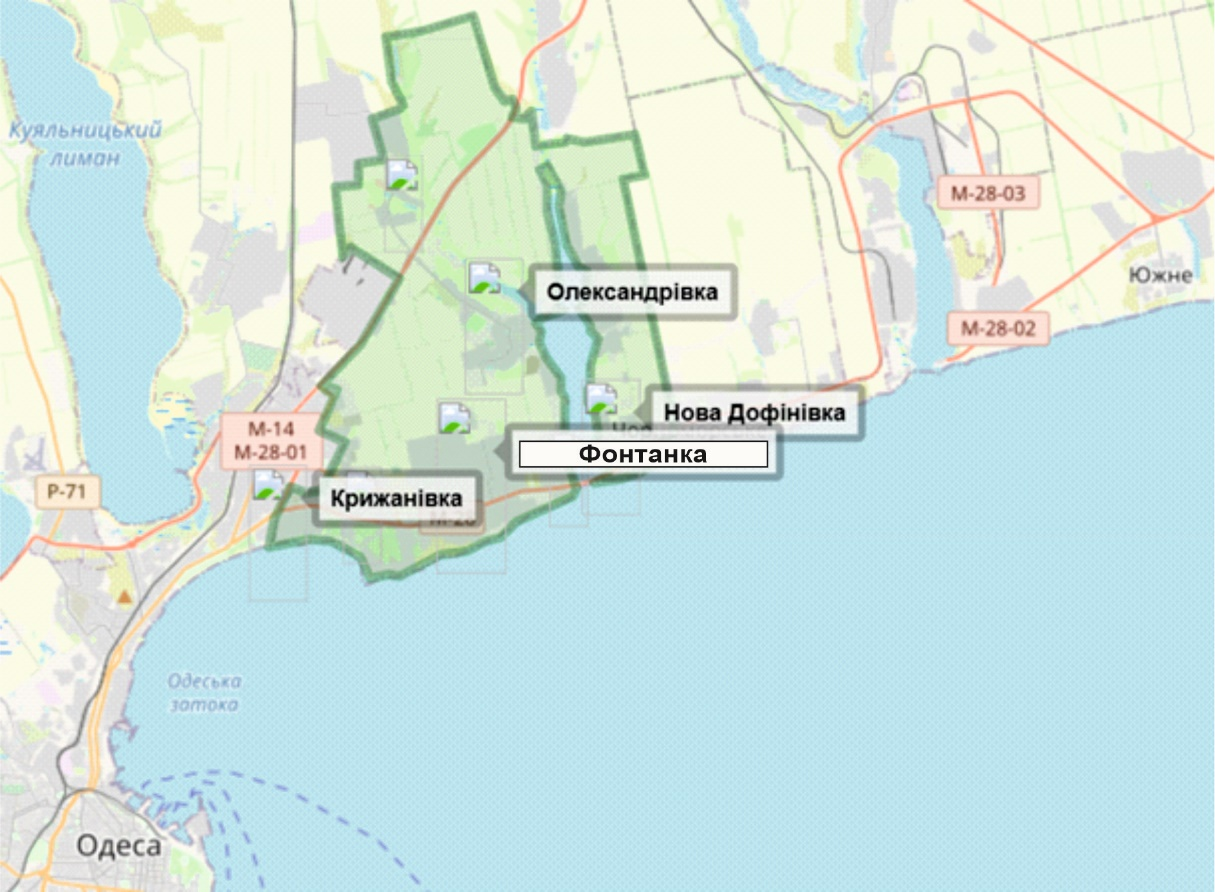 Куяльницький
лиман
М-28-03
Южне
Олександрівка
М-28-02
Нова Дофінівка
М-14
М-28-01
Фонтанка
Р-71
Крижанівка
М-28
Одеська
затока
Одеса